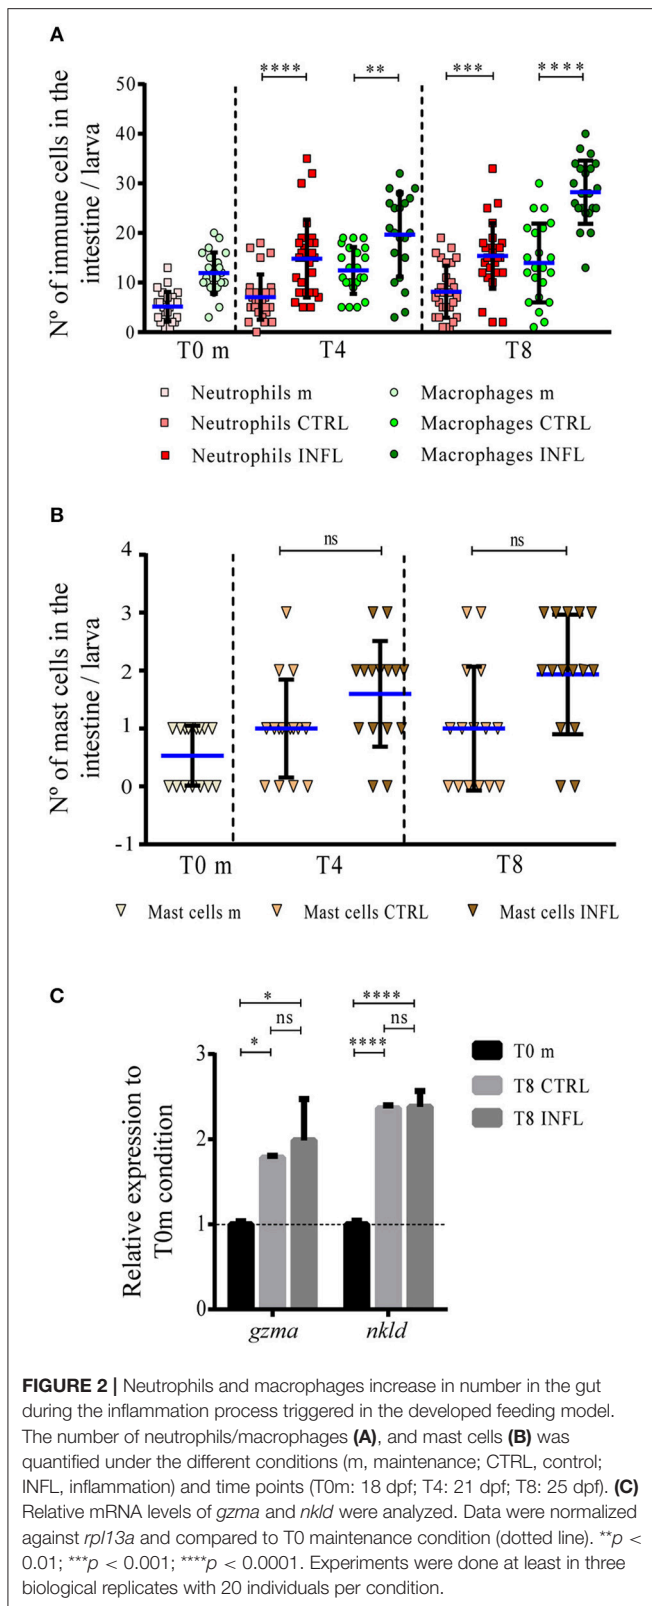 A
**** ** *** ****
50
40
30
20
10
0
Nº of immune cells in the
intestine / larva
T0 m T4 T8
Neutrophils m Macrophages m
Neutrophils CTRL Macrophages CTRL
Neutrophils INFL Macrophages INFL
B
ns ns
4
3
2
1
0
-1
Nº of mast cells in the
intestine / larva
T0 m T4 T8
Mast cells m Mast cells CTRL Mast cells INFL
C
* ****
ns ns
* ****
3
2
1
0
Relative expression to
T0m condition
T0 m
T8 CTRL
T8 INFL
gzma nkld
FIGURE 2 | Neutrophils and macrophages increase in number in the gut
during the inflammation process triggered in the developed feeding model.
The number of neutrophils/macrophages (A), and mast cells (B) was
quantified under the different conditions (m, maintenance; CTRL, control;
INFL, inflammation) and time points (T0m: 18 dpf; T4: 21 dpf; T8: 25 dpf). (C)
Relative mRNA levels of gzma and nkld were analyzed. Data were normalized
against rpl13a and compared to T0 maintenance condition (dotted line). **p <
0.01; ***p < 0.001; ****p < 0.0001. Experiments were done at least in three
biological replicates with 20 individuals per condition.